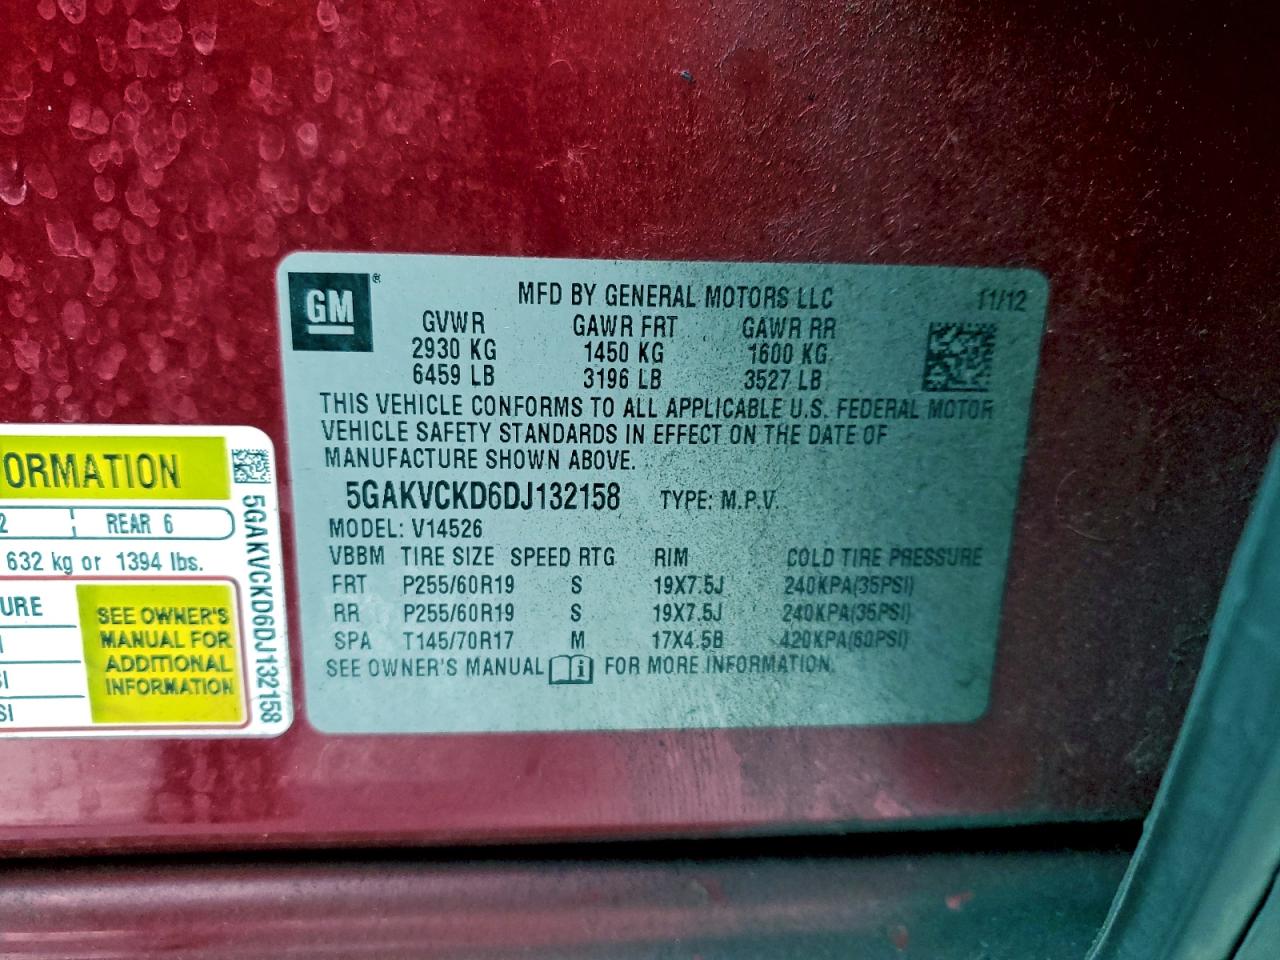 GM ®
MFD BY GENERAL MOTORS LLC
11/12
GVWR GAWR FRT GAWR RR
2930 KG 1450 KG 1600 KG
6459 LB 3196 LB 3527 LB
THIS VEHICLE CONFORMS TO ALL APPLICABLE U.S. FEDERAL MOTOR
VEHICLE SAFETY STANDARDS IN EFFECT ON THE DATE OF
MANUFACTURE SHOWN ABOVE.
5GAKVCKD6DJ132158 TYPE: M.P.V.
MODEL: V14526
VBBM TIRE SIZE SPEED RTG RIM COLD TIRE PRESSURE
FRT P255/60R19 S 19X7.5J 240KPA(35PSI)
RR P255/60R19 S 19X7.5J 240KPA(35PSI)
SPA T145/70R17 M 17X4.5B 420KPA(60PSI)
SEE OWNER'S MANUAL i FOR MORE INFORMATION.
ORMATION
2 REAR 6
632 kg or 1394 lbs.
URE
SI
SI
SEE OWNER'S
MANUAL FOR
ADDITIONAL
INFORMATION
5GAKVCKD6DJ132158